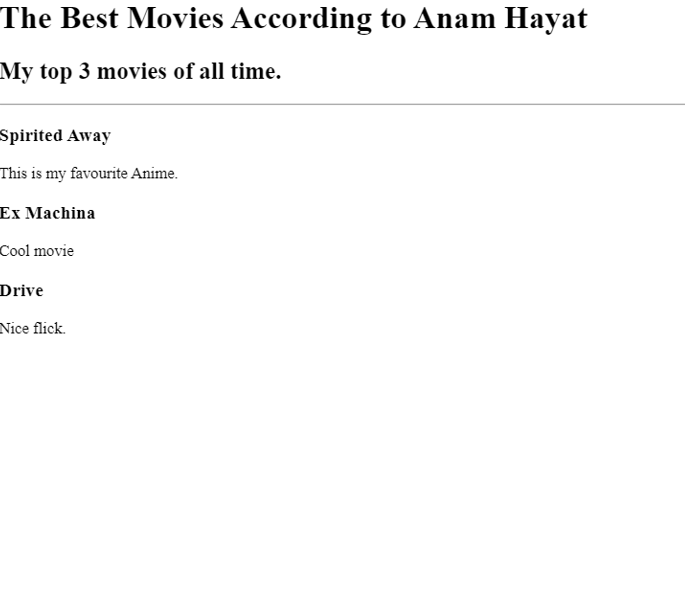 The Best Movies According to Anam Hayat
My top 3 movies of all time.
Spirited Away
This is my favourite Anime.
Ex Machina
Cool movie
Drive
Nice flick.